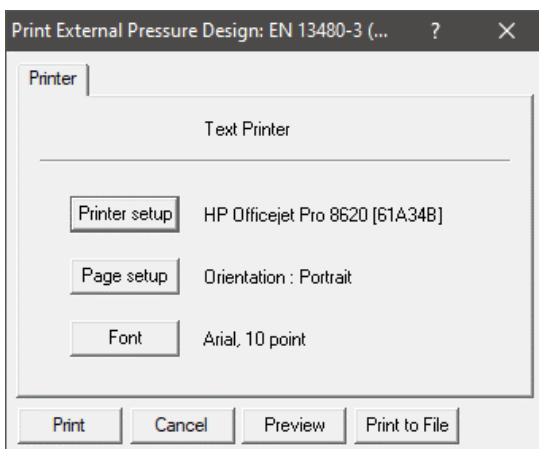 Print External Pressure Design: EN 13480-3 (... ? ×
Printer
Text Printer
Printer setup HP Officejet Pro 8620 [61A34B]
Page setup Orientation : Portrait
Font Arial, 10 point
Print Cancel Preview Print to File